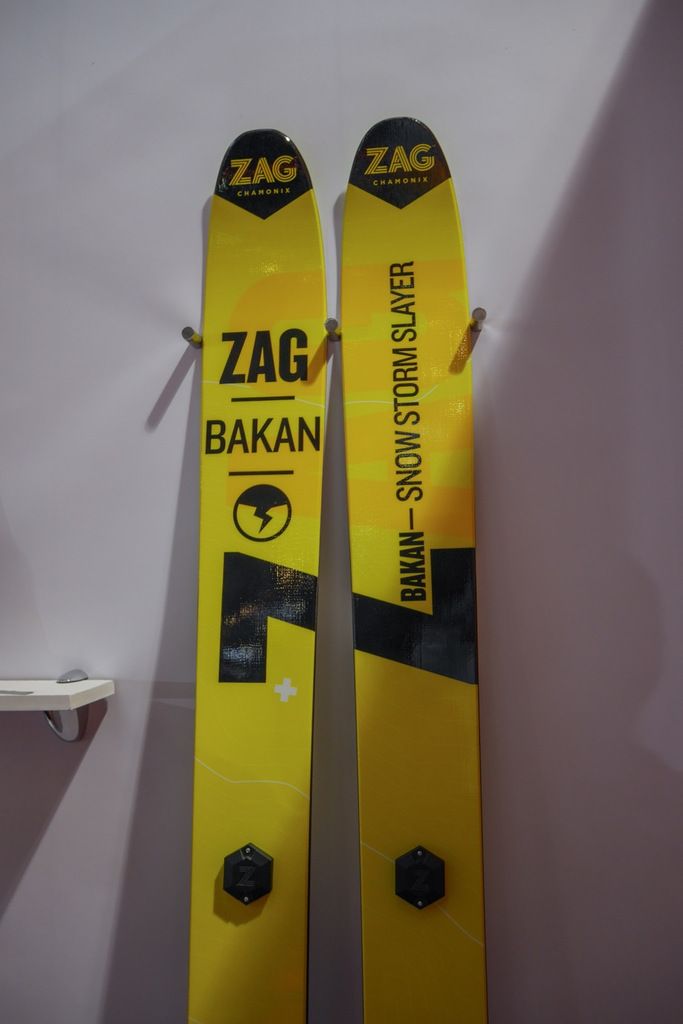 ZAG
CHAMONIX
ZAG
BAKAN
Z
ZAG
CHAMONIX
BAKAN — SNOW STORM SLAYER
Z